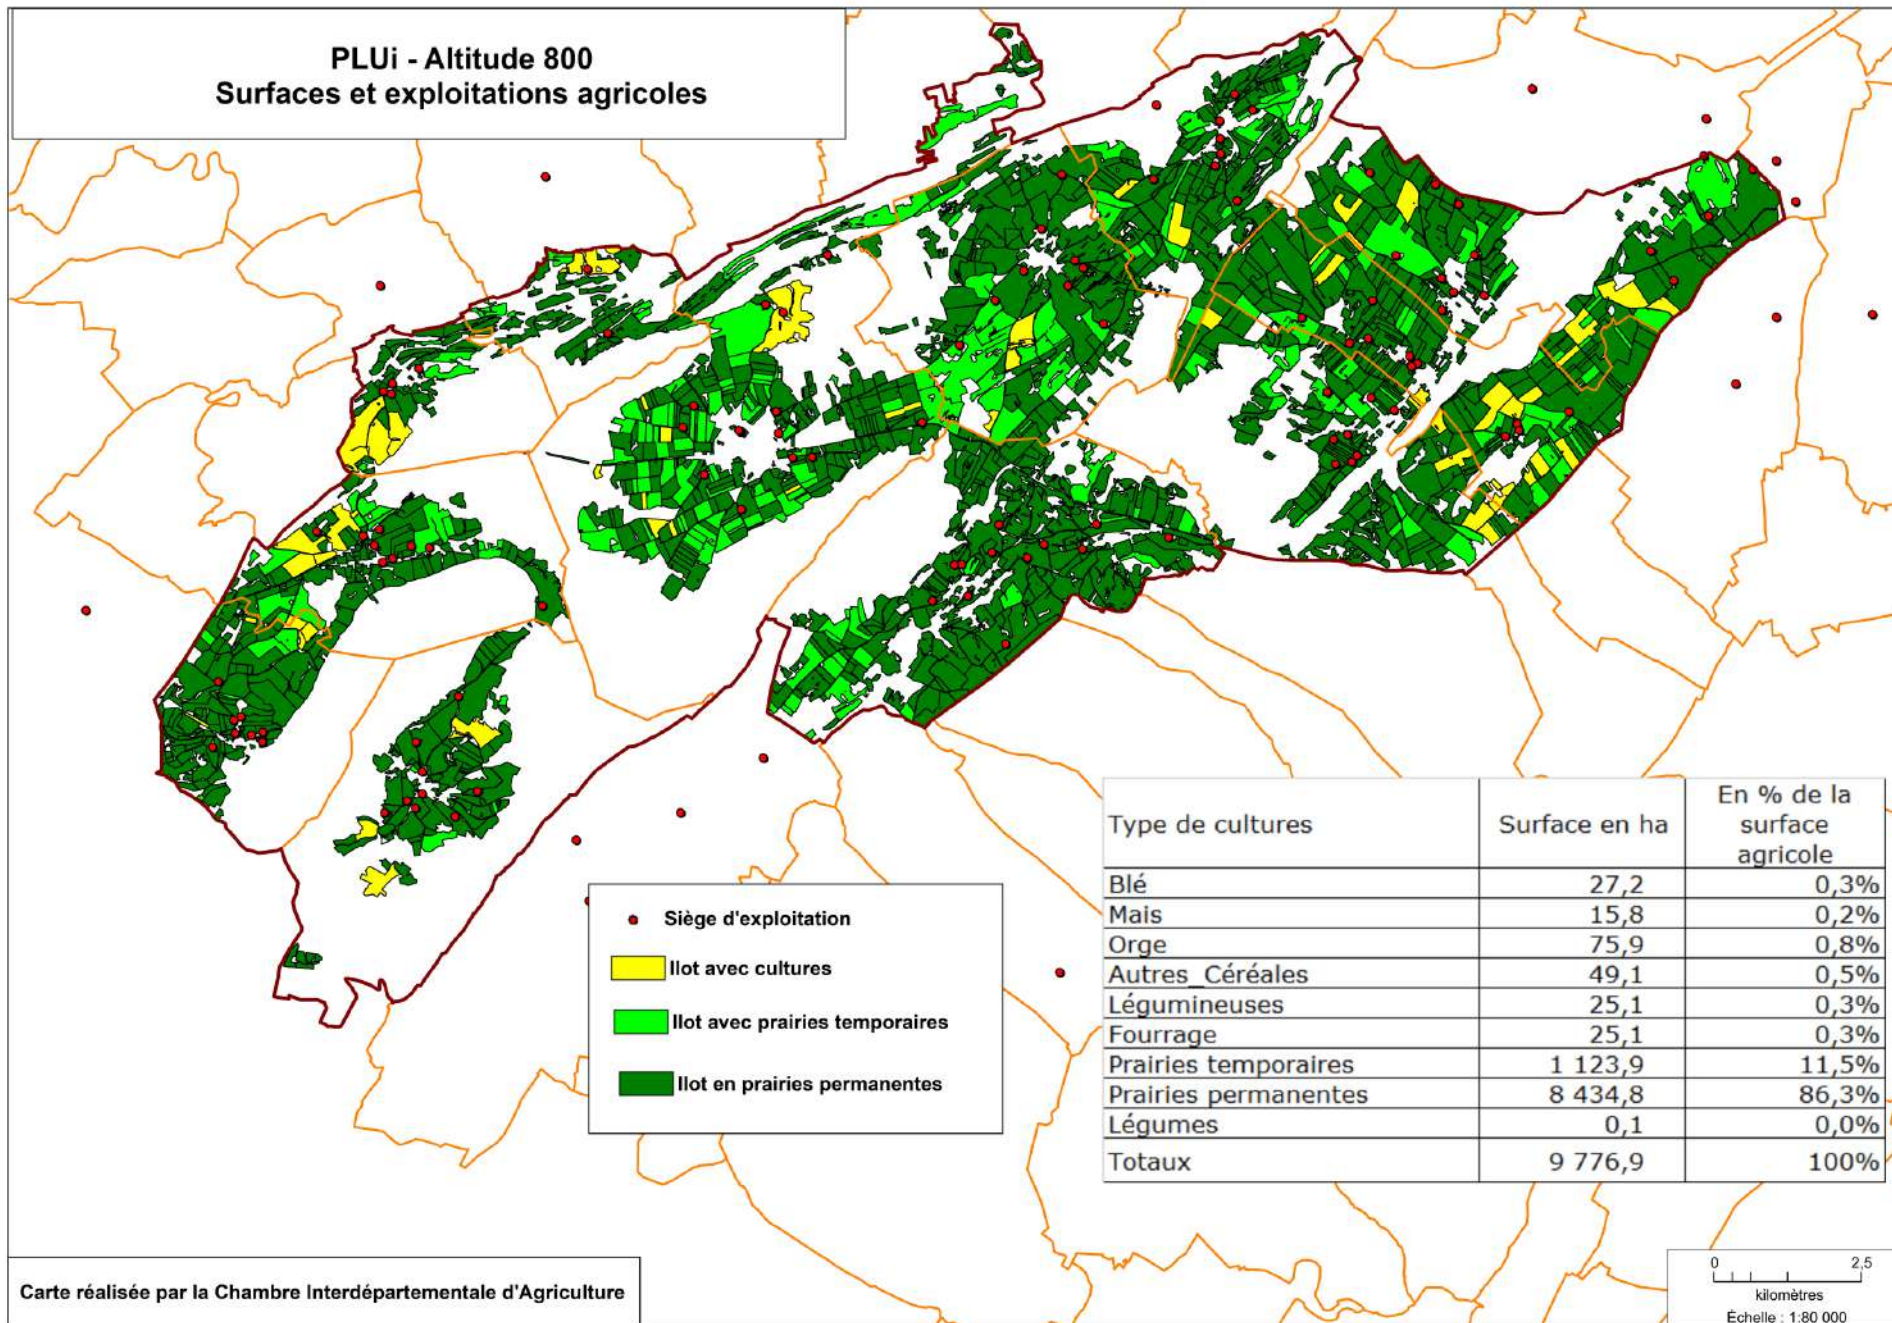 PLUi - Altitude 800
Surfaces et exploitations agricoles
Siège d'exploitation
Ilot avec cultures
Ilot avec prairies temporaires
Ilot en prairies permanentes
Type de cultures Surface en ha En % de la surface agricole
Blé 27,2 0,3%
Mais 15,8 0,2%
Orge 75,9 0,8%
Autres_Céréales 49,1 0,5%
Légumineuses 25,1 0,3%
Fourrage 25,1 0,3%
Prairies temporaires 1 123,9 11,5%
Prairies permanentes 8 434,8 86,3%
Légumes 0,1 0,0%
Totaux 9 776,9 100%
Carte réalisée par la Chambre Interdépartementale d'Agriculture
0 2,5
kilomètres
Échelle : 1:80 000